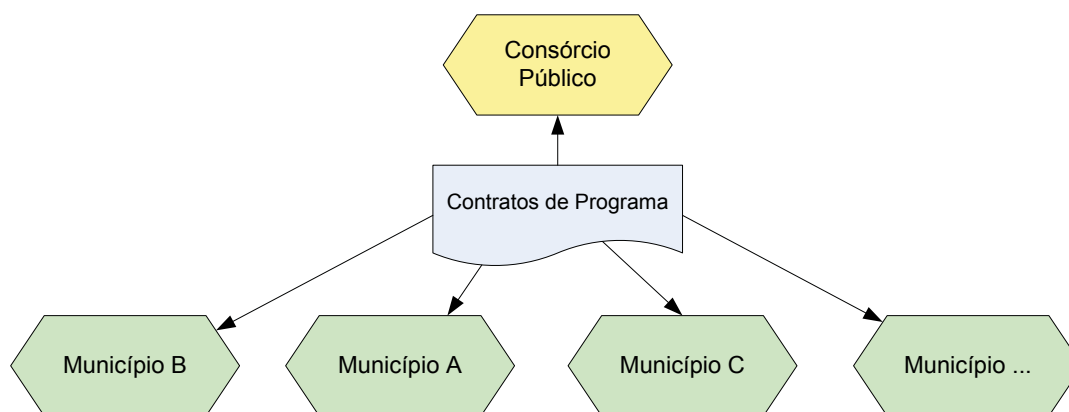 Consórcio
Público
Contratos de Programa
Município B
Município A
Município C
Município ...